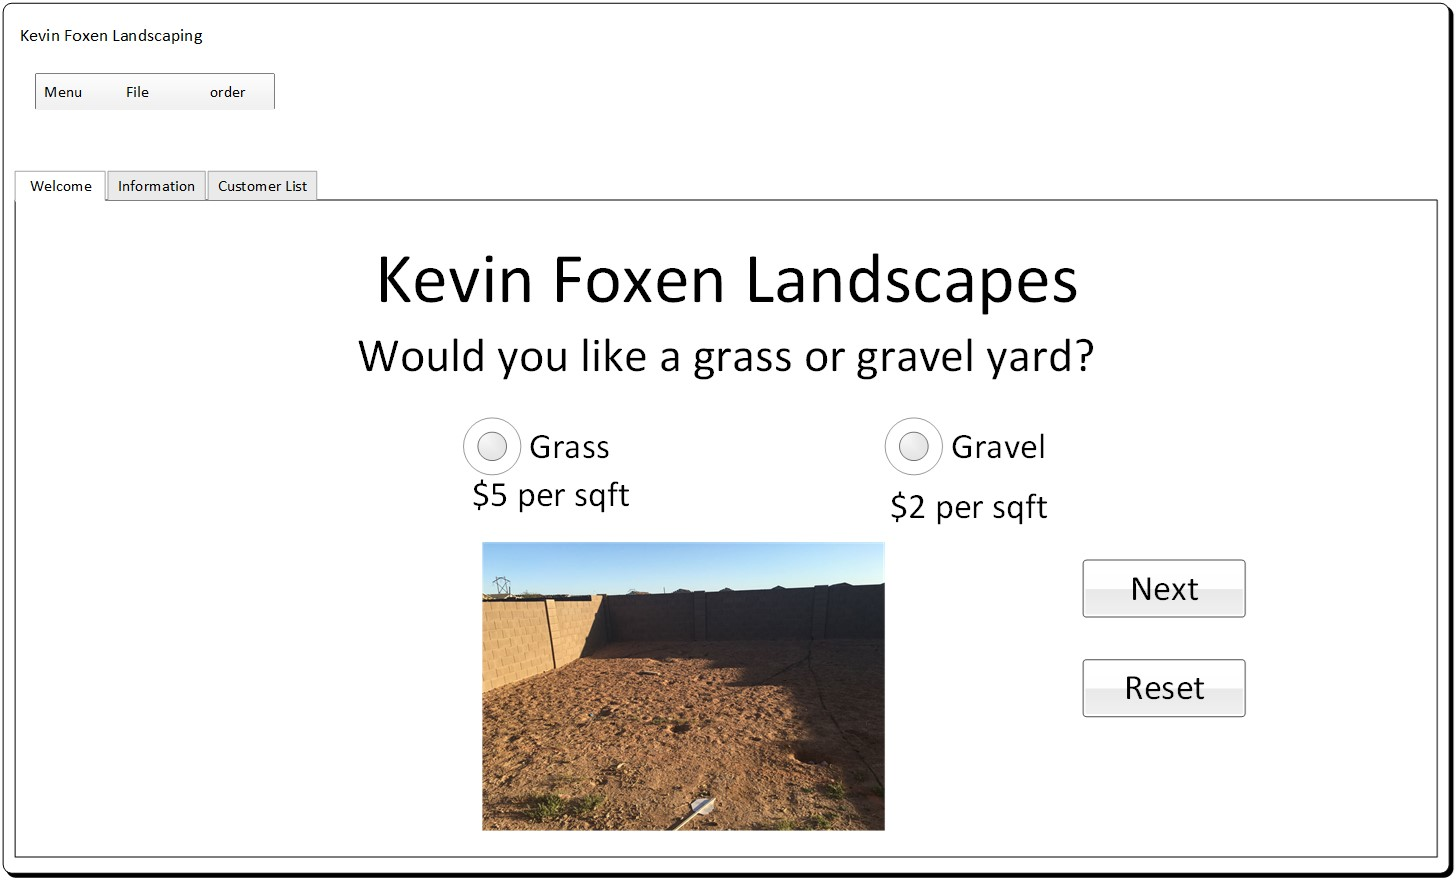 Kevin Foxen Landscaping
Menu File order
Welcome Information Customer List
Kevin Foxen Landscapes
Would you like a grass or gravel yard?
Grass Gravel
$5 per sqft $2 per sqft
Next
Reset